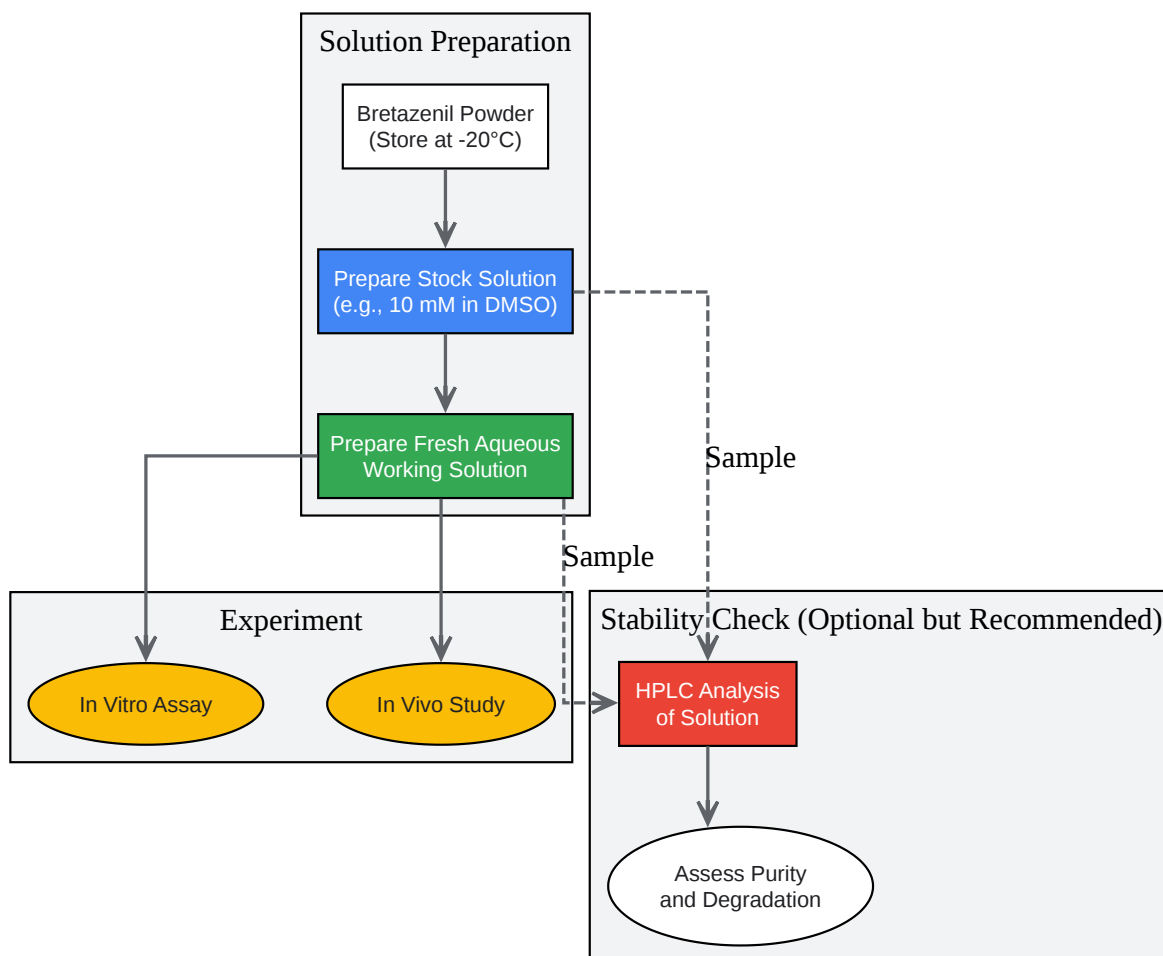 Solution Preparation
Bretazenil Powder
(Store at -20°C)
Prepare Stock Solution
(e.g., 10 mM in DMSO)
Prepare Fresh Aqueous
Working Solution
Sample
Sample
Experiment
In Vitro Assay
In Vivo Study
Stability Check (Optional but Recommended)
HPLC Analysis
of Solution
Assess Purity
and Degradation